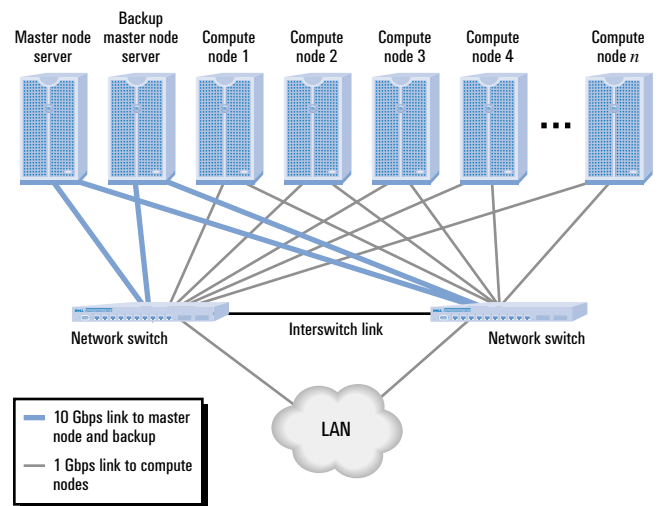 Master node
server
Backup
master node
server
Compute
node 1
Compute
node 2
Compute
node 3
Compute
node 4
...
Compute
node n
DELL
DELL
Network switch
Interswitch link
Network switch
LAN
10 Gbps link to master
node and backup
1 Gbps link to compute
nodes